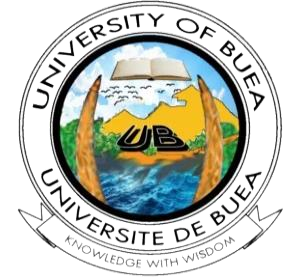 UNIVERSITY OF BUEA
UB
UNIVERSITE DE BUEA
KNOWLEDGE WITH WISDOM